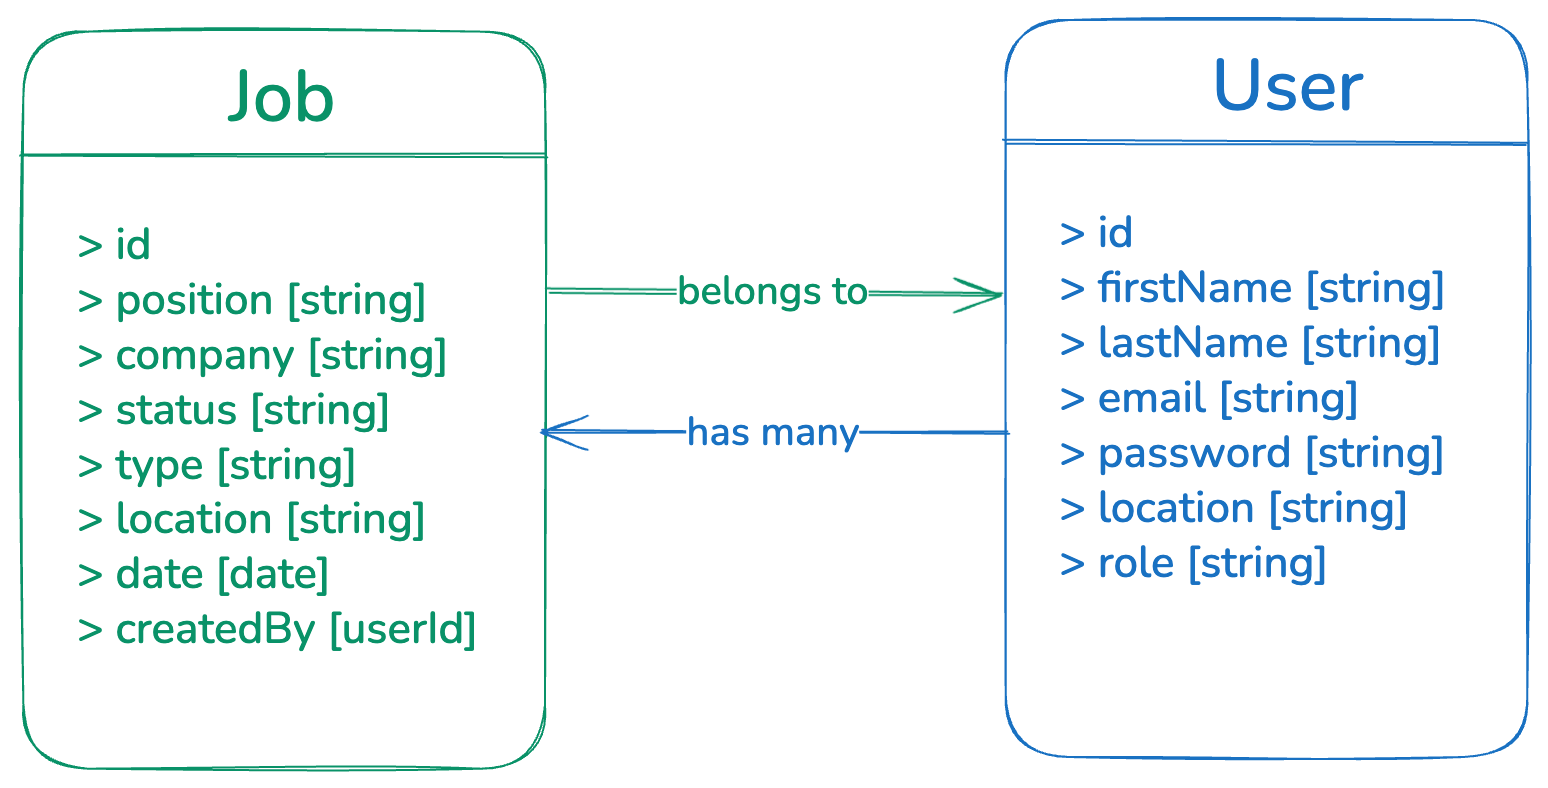 Job
> id
> position [string]
> company [string]
> status [string]
> type [string]
> location [string]
> date [date]
> createdBy [userId]
belongs to
has many
User
> id
> firstName [string]
> lastName [string]
> email [string]
> password [string]
> location [string]
> role [string]